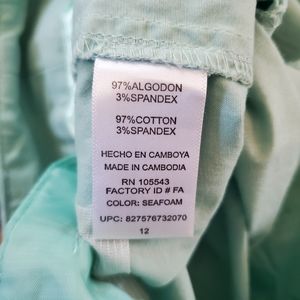 97%ALGODON
3%SPANDEX
97%COTTON
3%SPANDEX
HECHO EN CAMBOYA
MADE IN CAMBODIA
RN 105543
FACTORY ID # FA
COLOR: SEAFOAM
UPC: 827576732070
12